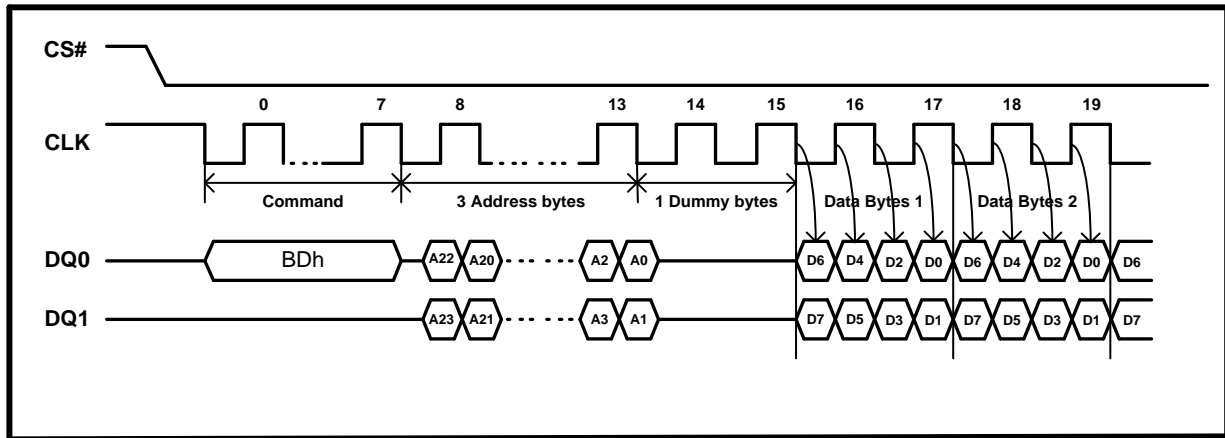 CS#
0 7 8 13 14 15 16 17 18 19
CLK
Command 3 Address bytes 1 Dummy bytes Data Bytes 1 Data Bytes 2
DQ0 BDh A22 A20 A2 A0 D6 D4 D2 D0 D6 D4 D2 D0 D6
DQ1 A23 A21 A3 A1 D7 D5 D3 D1 D7 D5 D3 D1 D7